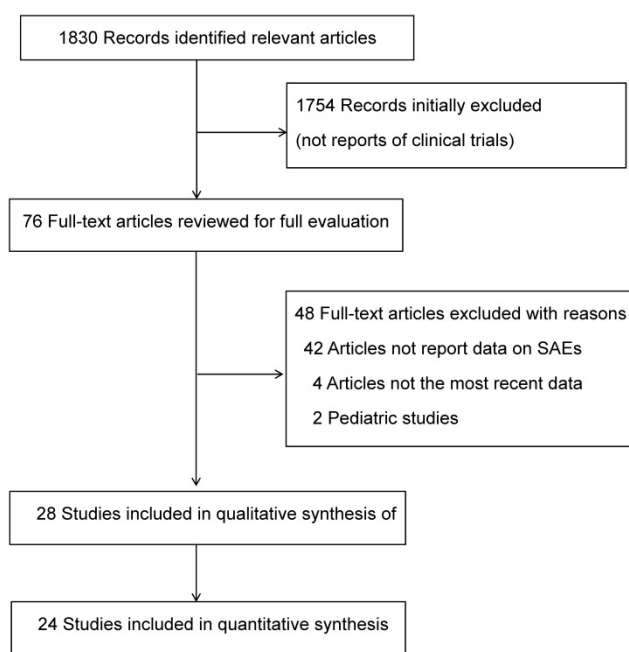 1830 Records identified relevant articles
1754 Records initially excluded
(not reports of clinical trials)
76 Full-text articles reviewed for full evaluation
48 Full-text articles excluded with reasons
42 Articles not report data on SAEs
4 Articles not the most recent data
2 Pediatric studies
28 Studies included in qualitative synthesis of
24 Studies included in quantitative synthesis